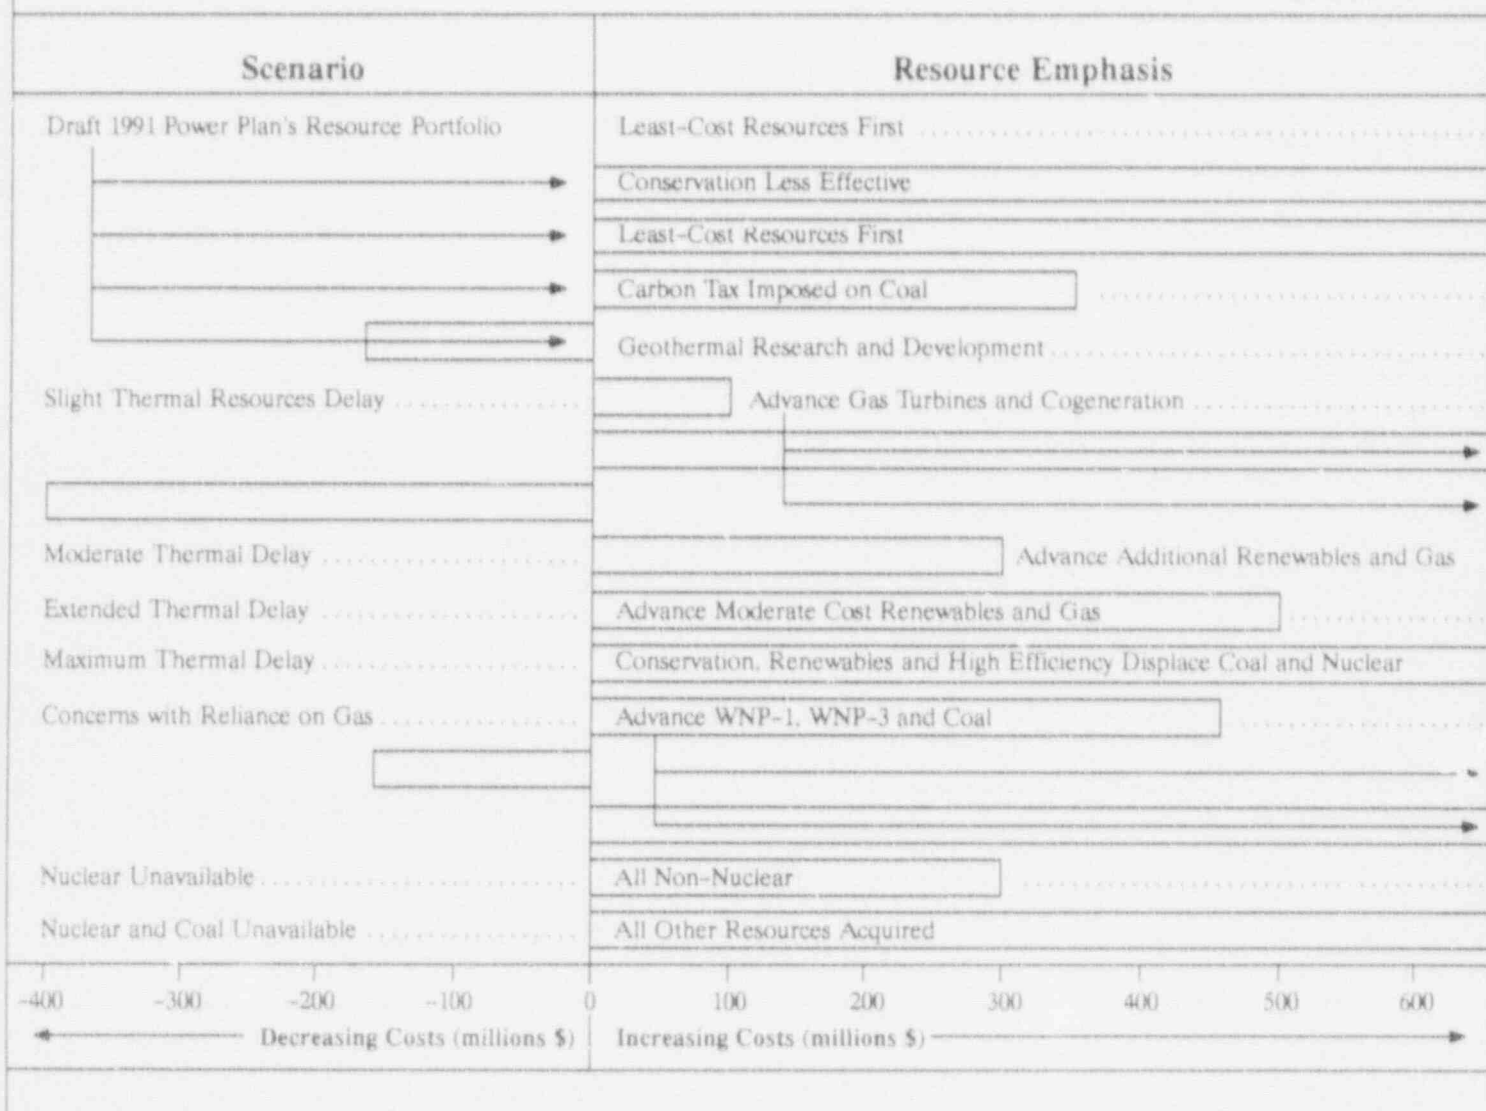 Scenario Resource Emphasis
Draft 1991 Power Plan's Resource Portfolio Least-Cost Resources First
Conservation Less Effective
Least-Cost Resources First
Carbon Tax Imposed on Coal
Geothermal Research and Development
Slight Thermal Resources Delay Advance Gas Turbines and Cogeneration
Moderate Thermal Delay Advance Additional Renewables and Gas
Extended Thermal Delay Advance Moderate Cost Renewables and Gas
Maximum Thermal Delay Conservation, Renewables and High Efficiency Displace Coal and Nuclear
Concerns with Reliance on Gas Advance WNP-1, WNP-3 and Coal
Nuclear Unavailable All Non-Nuclear
Nuclear and Coal Unavailable All Other Resources Acquired
-400 -300 -200 -100 0 100 200 300 400 500 600
Decreasing Costs (millions $) Increasing Costs (millions $)